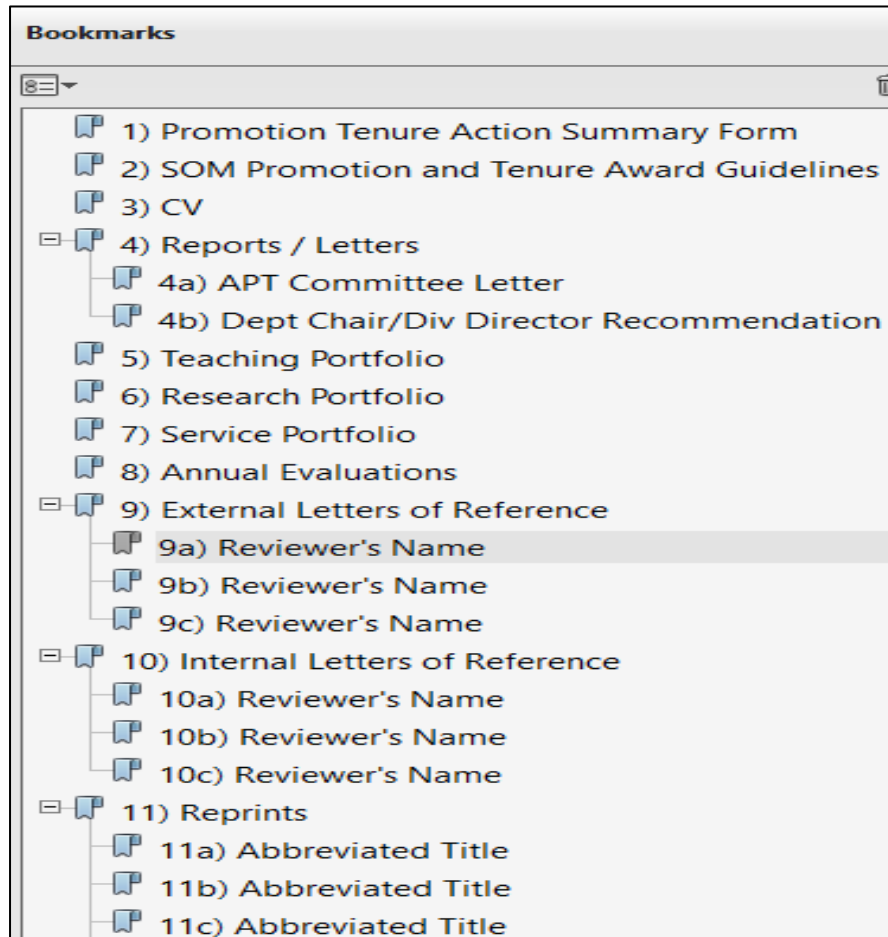 Bookmarks
1) Promotion Tenure Action Summary Form
2) SOM Promotion and Tenure Award Guidelines
3) CV
4) Reports / Letters
4a) APT Committee Letter
4b) Dept Chair/Div Director Recommendation
5) Teaching Portfolio
6) Research Portfolio
7) Service Portfolio
8) Annual Evaluations
9) External Letters of Reference
9a) Reviewer's Name
9b) Reviewer's Name
9c) Reviewer's Name
10) Internal Letters of Reference
10a) Reviewer's Name
10b) Reviewer's Name
10c) Reviewer's Name
11) Reprints
11a) Abbreviated Title
11b) Abbreviated Title
11c) Abbreviated Title